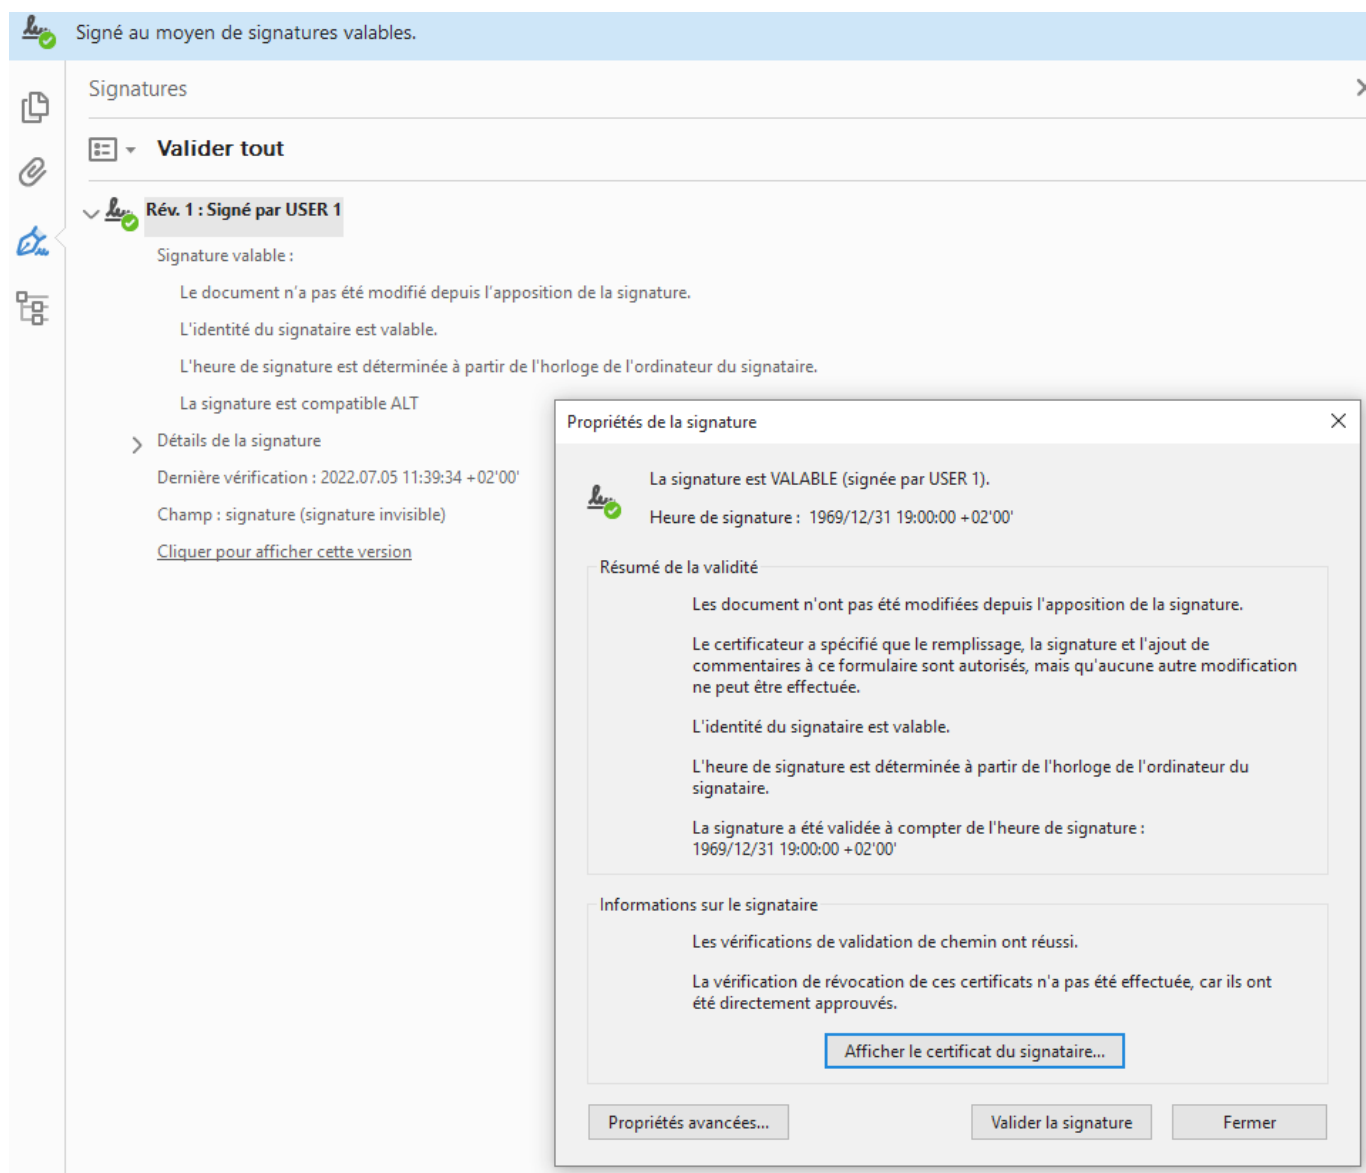 Signé au moyen de signatures valables.
Signatures
Valider tout
Rév. 1 : Signé par USER 1
Signature valable :
Le document n'a pas été modifié depuis l'apposition de la signature.
L'identité du signataire est valable.
L'heure de signature est déterminée à partir de l'horloge de l'ordinateur du signataire.
La signature est compatible ALT
Détails de la signature
Dernière vérification : 2022.07.05 11:39:34 +02'00'
Champ : signature (signature invisible)
Cliquer pour afficher cette version
Propriétés de la signature
La signature est VALABLE (signée par USER 1).
Heure de signature : 1969/12/31 19:00:00 +02'00'
Résumé de la validité
Les document n'ont pas été modifiées depuis l'apposition de la signature.
Le certificateur a spécifié que le remplissage, la signature et l'ajout de
commentaires à ce formulaire sont autorisés, mais qu'aucune autre modification
ne peut être effectuée.
L'identité du signataire est valable.
L'heure de signature est déterminée à partir de l'horloge de l'ordinateur du
signataire.
La signature a été validée à compter de l'heure de signature :
1969/12/31 19:00:00 +02'00'
Informations sur le signataire
Les vérifications de validation de chemin ont réussi.
La vérification de révocation de ces certificats n'a pas été effectuée, car ils ont
été directement approuvés.
Afficher le certificat du signataire...
Propriétés avancées...
Valider la signature
Fermer